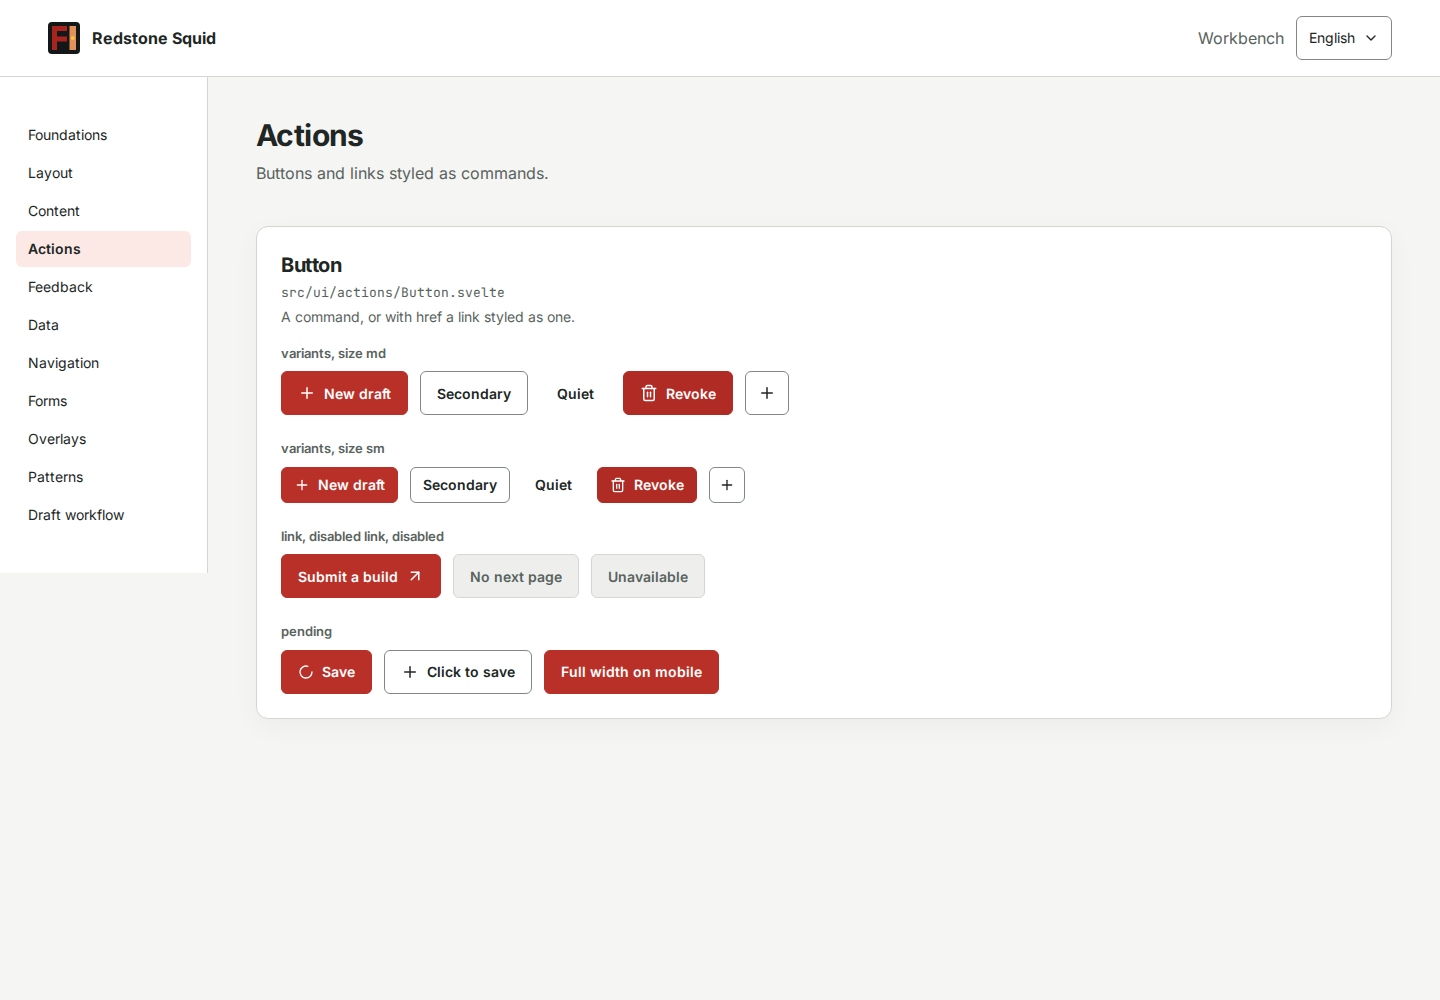 Redstone Squid
Workbench
English
Foundations
Layout
Content
Actions
Feedback
Data
Navigation
Forms
Overlays
Patterns
Draft workflow
Actions
Buttons and links styled as commands.
Button
src/ui/actions/Button.svelte
A command, or with href a link styled as one.
variants, size md
New draft Secondary Quiet Revoke
variants, size sm
New draft Secondary Quiet Revoke
link, disabled link, disabled
Submit a build No next page Unavailable
pending
Save Click to save Full width on mobile